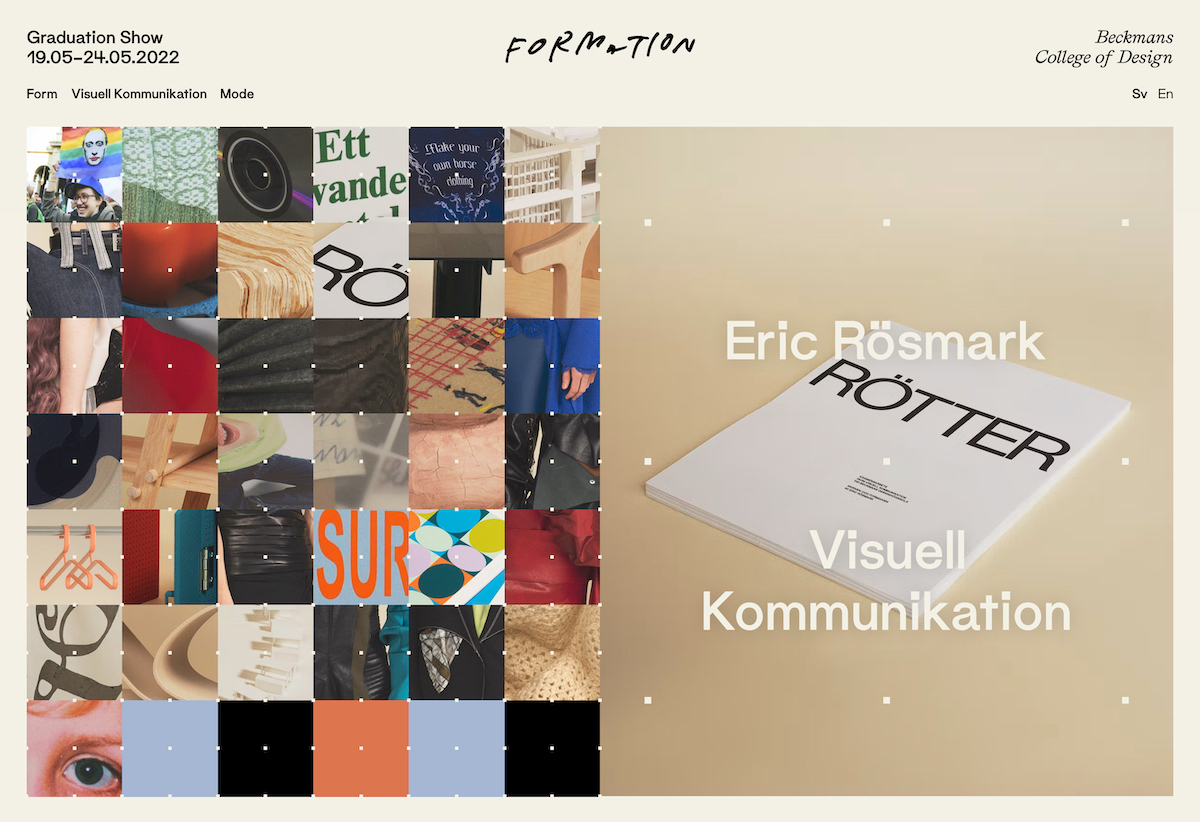 Graduation Show
19.05–24.05.2022
FORMATION
Beckmans
College of Design
Form Visuell Kommunikation Mode
Sv En
Ett
vande
Make your
own horse
clothing
RÖ
SUR
Eric Rösmark
RÖTTER
Visuell
Kommunikation